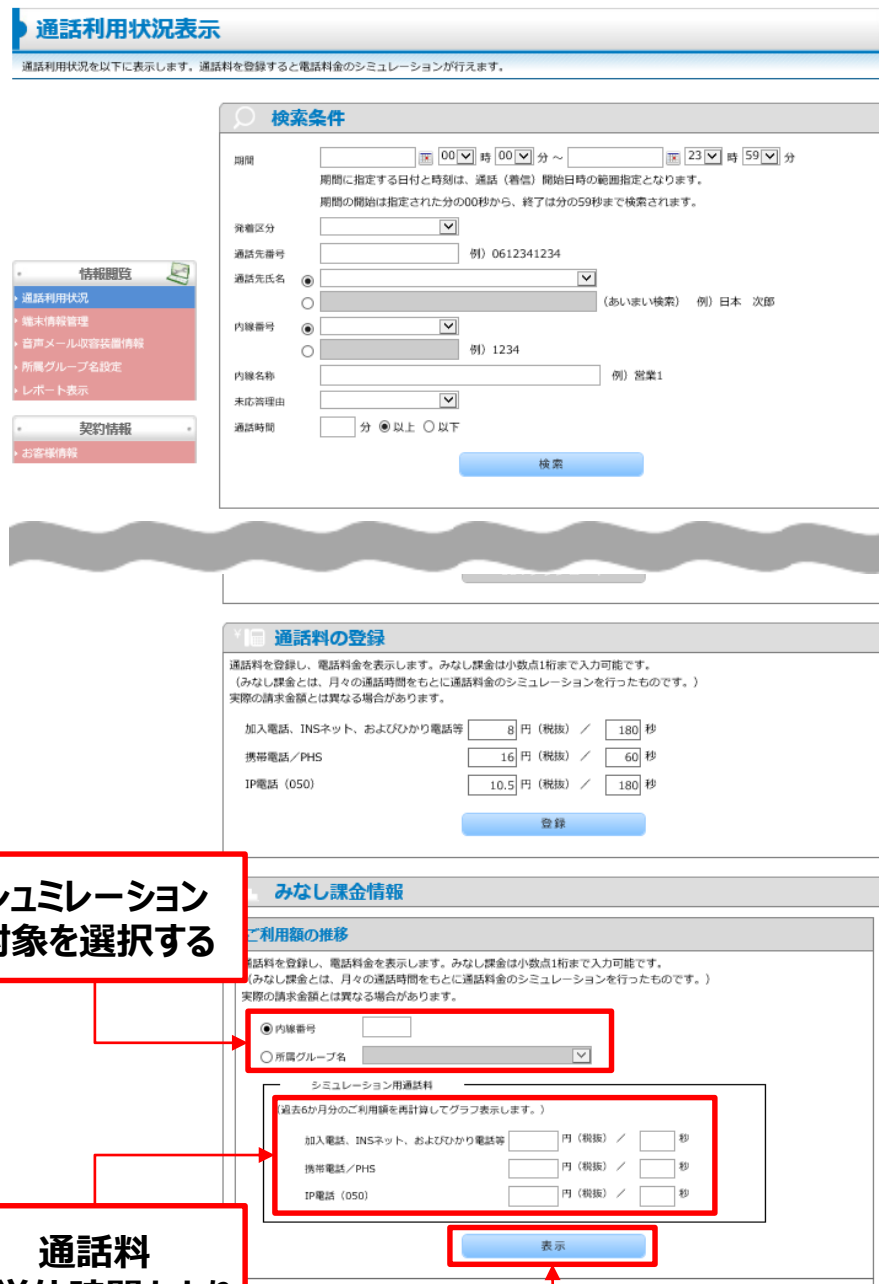 通話利用状況表示
通話利用状況を以下に表示します。通話料を登録すると電話料金のシミュレーションが行えます。
検索条件
期間 00 時 00 分 ～ 23 時 59 分
期間に指定する日付と時刻は、通話（着信）開始日時の範囲指定となります。
期間の開始は指定された分の00秒から、終了は分の59秒まで検索されます。
発着区分
通話先番号 例）0612341234
通話先氏名
（あいまい検索） 例）日本 次郎
内線番号
例）1234
内線名称 例）営業1
未応答理由
通話時間 分 以上 以下
検索
情報閲覧
通話利用状況
端末情報管理
音声メール収容装置情報
所属グループ名設定
レポート表示
契約情報
お客様情報
通話料の登録
通話料を登録し、電話料金を表示します。みなし課金は小数点1桁まで入力可能です。
（みなし課金とは、月々の通話時間をもとに通話料金のシミュレーションを行ったものです。）
実際の請求金額とは異なる場合があります。
加入電話、INSネット、およびひかり電話等 8 円（税抜）／ 180 秒
携帯電話／PHS 16 円（税抜）／ 60 秒
IP電話（050） 10.5 円（税抜）／ 180 秒
登録
シュミレーション
対象を選択する
みなし課金情報
ご利用額の推移
通話料を登録し、電話料金を表示します。みなし課金は小数点1桁まで入力可能です。
（みなし課金とは、月々の通話時間をもとに通話料金のシミュレーションを行ったものです。）
実際の請求金額とは異なる場合があります。
内線番号
所属グループ名
シミュレーション用通話料
（過去6か月分のご利用額を再計算してグラフ表示します。）
加入電話、INSネット、およびひかり電話等 円（税抜）／ 秒
携帯電話／PHS 円（税抜）／ 秒
IP電話（050） 円（税抜）／ 秒
表示
通話料